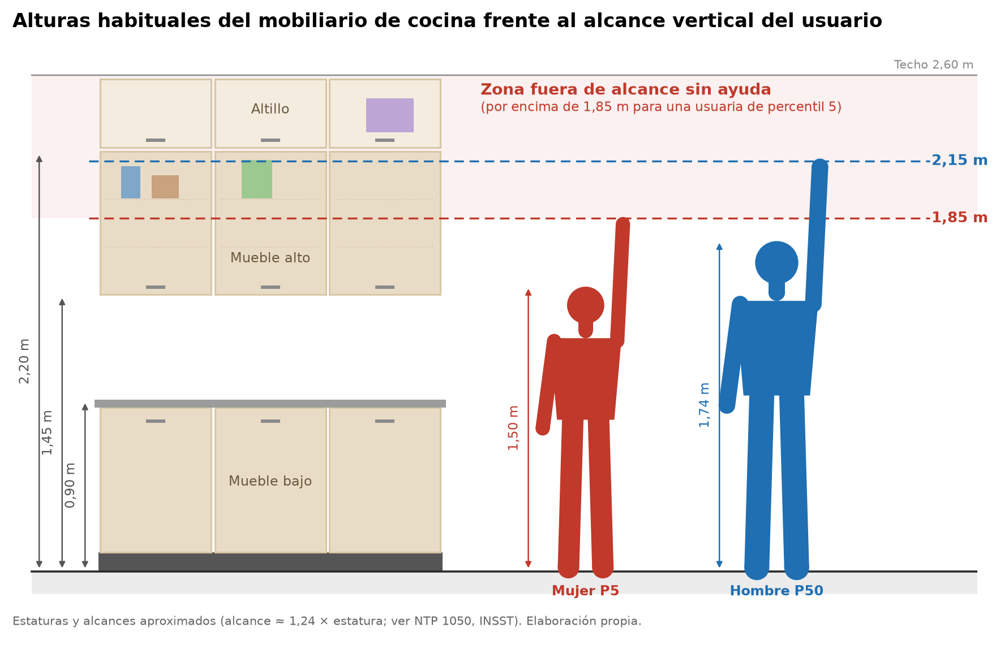 Alturas habituales del mobiliario de cocina frente al alcance vertical del usuario
Techo 2,60 m
Zona fuera de alcance sin ayuda
(por encima de 1,85 m para una usuaria de percentil 5)
Altillo
2,15 m
1,85 m
Mueble alto
2,20 m
1,45 m
0,90 m
1,50 m
1,74 m
Mueble bajo
Mujer P5
Hombre P50
Estaturas y alcances aproximados (alcance ≈ 1,24 × estatura; ver NTP 1050, INSST). Elaboración propia.